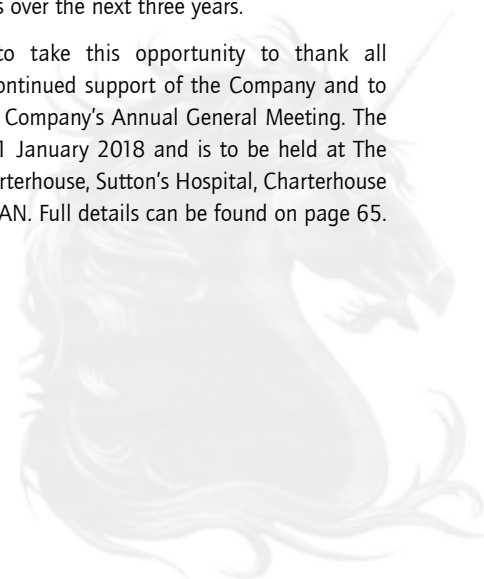 s over the next three years.
to take this opportunity to thank all
ontinued support of the Company and to
Company's Annual General Meeting. The
1 January 2018 and is to be held at The
rterhouse, Sutton's Hospital, Charterhouse
AN. Full details can be found on page 65.